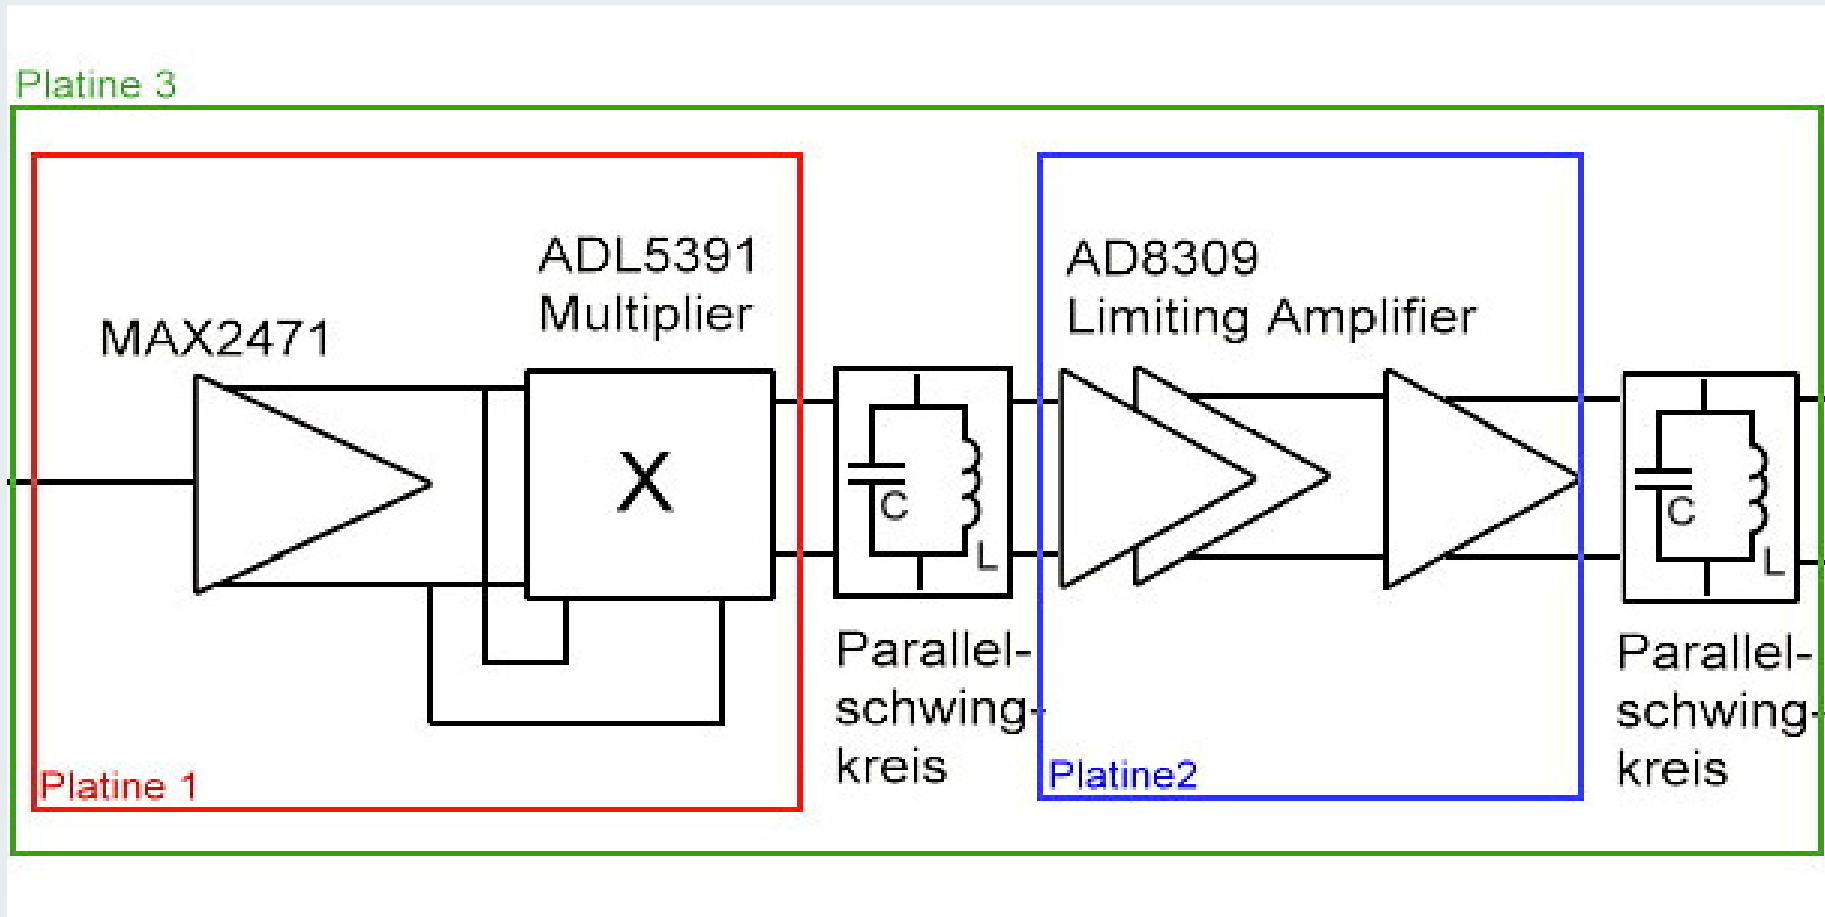 Platine 3
MAX2471
ADL5391
Multiplier
X
C
L
Parallel-
schwing-
kreis
Platine 1
AD8309
Limiting Amplifier
Platine2
C
L
Parallel-
schwing-
kreis